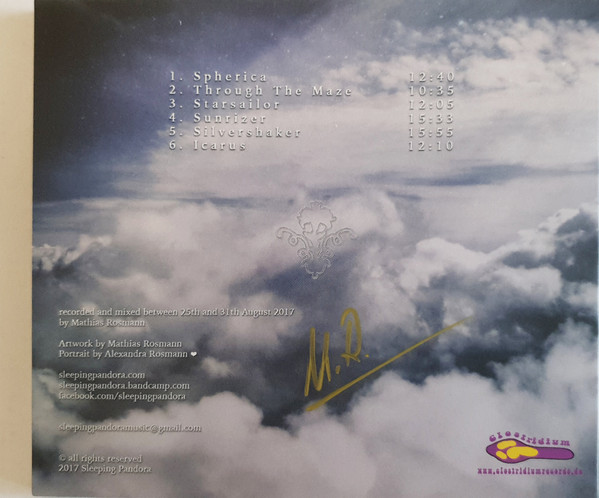 1. Spherica 12:40
2. Through The Maze 10:35
3. Starsailor 12:05
4. Sunrizer 15:33
5. Silvershaker 15:55
6. Icarus 12:10
recorded and mixed between 25th and 31th August 2017
by Mathias Rosmann
Artwork by Mathias Rosmann
Portrait by Alexandra Rosmann ❤
sleepingpandora.com
sleepingpandora.bandcamp.com
facebook.com/sleepingpandora
sleepingpandoramusic@gmail.com
© all rights reserved
2017 Sleeping Pandora
M.R.
Clostridium
www.clostridiumrecords.de